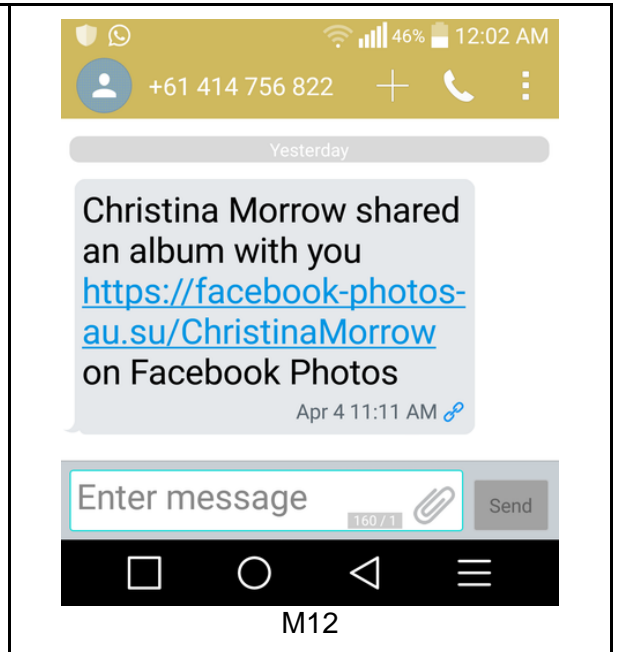 46% 12:02 AM
+61 414 756 822
Yesterday
Christina Morrow shared
an album with you
https://facebook-photos-
au.su/ChristinaMorrow
on Facebook Photos
Apr 4 11:11 AM
Enter message
160 / 1
Send
M12